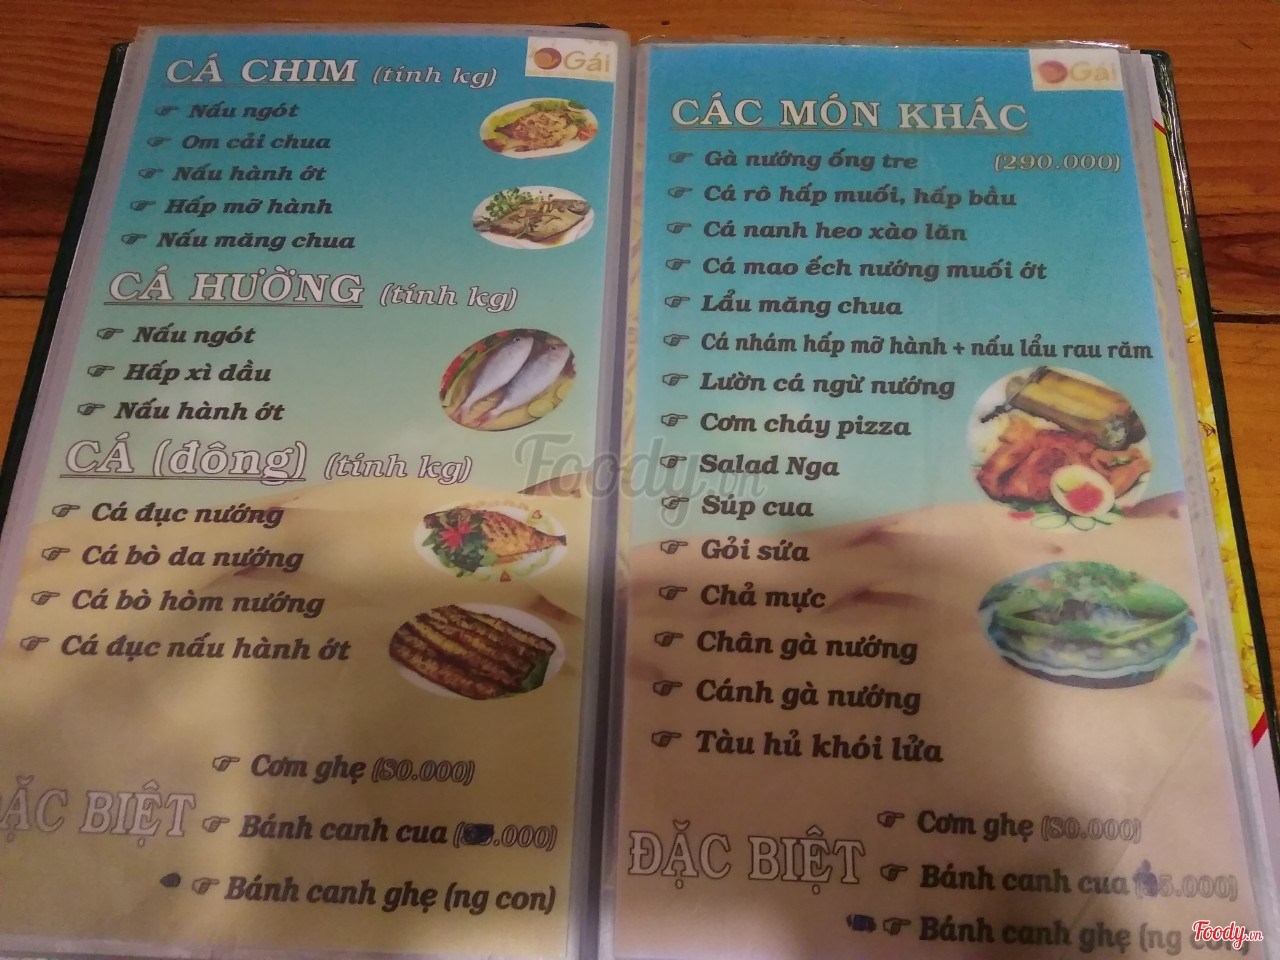 Gái
CÁ CHIM (tính kg)
Nấu ngót
Om cải chua
Nấu hành ớt
Hấp mỡ hành
Nấu măng chua
CÁ HƯỜNG (tính kg)
Nấu ngót
Hấp xì dầu
Nấu hành ớt
CÁ (đông) (tính kg)
Cá đục nướng
Cá bò da nướng
Cá bò hòm nướng
Cá đục nấu hành ớt
ĐẶC BIỆT
Cơm ghẹ (80.000)
Bánh canh cua
Bánh canh ghẹ (ng con)
Gái
CÁC MÓN KHÁC
Gà nướng ống tre (290.000)
Cá rô hấp muối, hấp bầu
Cá nanh heo xào lăn
Cá mao ếch nướng muối ớt
Lẩu măng chua
Cá nhám hấp mỡ hành + nấu lẩu rau răm
Lườn cá ngừ nướng
Cơm cháy pizza
Salad Nga
Súp cua
Gỏi sứa
Chả mực
Chân gà nướng
Cánh gà nướng
Tàu hủ khói lửa
ĐẶC BIỆT
Cơm ghẹ (80.000)
Bánh canh cua
Bánh canh ghẹ (ng con)
Foody.vn
Foody.vn